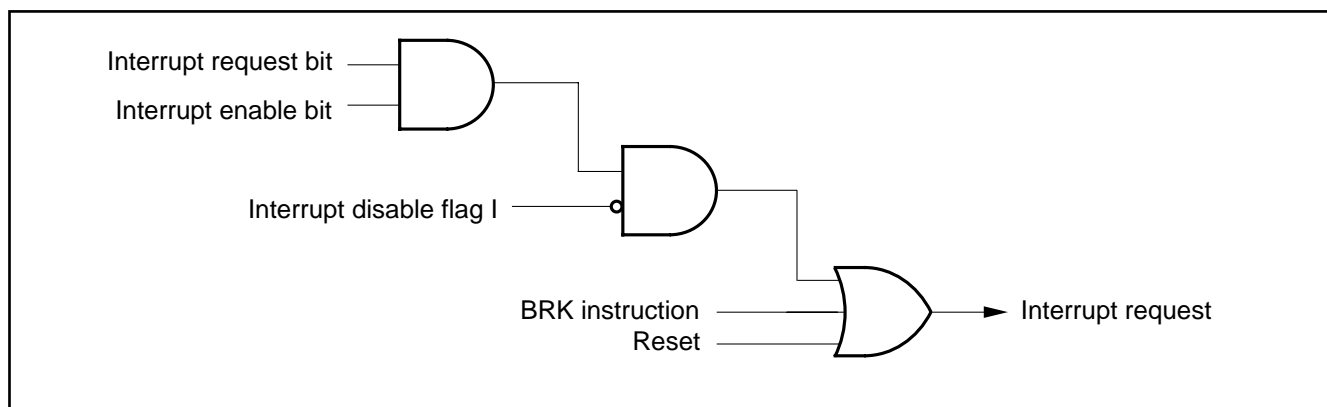 Interrupt request bit
Interrupt enable bit
Interrupt disable flag I
BRK instruction
Interrupt request
Reset